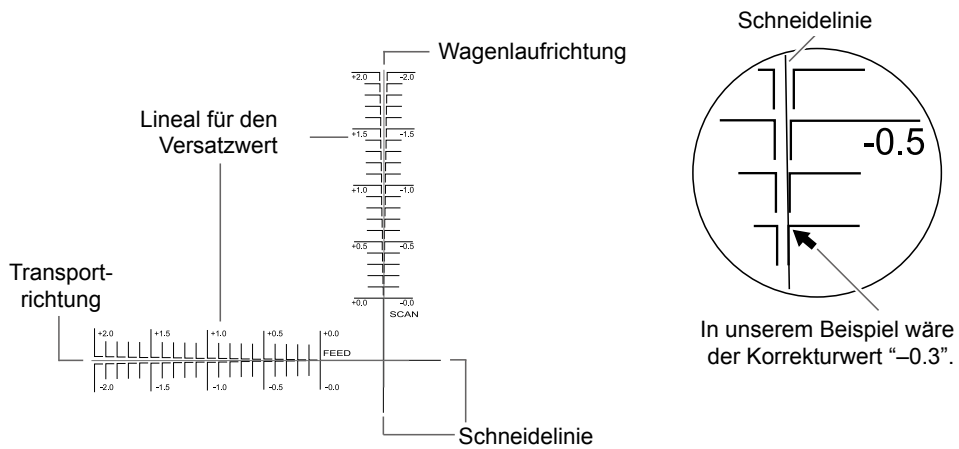 Wagenlaufrichtung
Lineal für den
Versatzwert
+2.0 -2.0
+1.5 -1.5
+1.0 -1.0
+0.5 -0.5
+0.0 -0.0
SCAN
Transport-
richtung
+2.0 +1.5 +1.0 +0.5 +0.0
FEED
-2.0 -1.5 -1.0 -0.5 -0.0
Schneidelinie
Schneidelinie
-0.5
In unserem Beispiel wäre
der Korrekturwert “–0.3”.